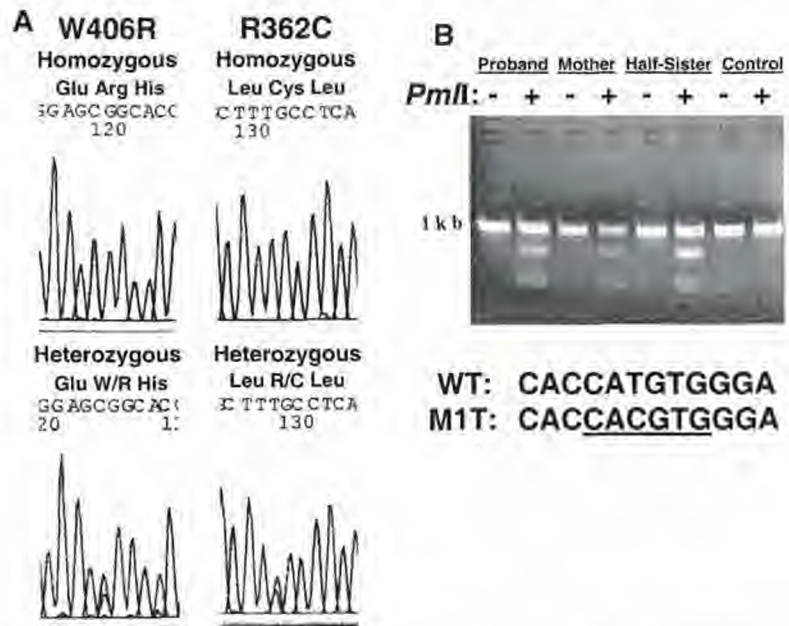 A
W406R
Homozygous
Glu Arg His
GGAGCGGCACC
120
R362C
Homozygous
Leu Cys Leu
CTTTGCCTCA
130
Heterozygous
Glu W/R His
GGAGCGGCAC
20
Heterozygous
Leu R/C Leu
CTTTGCCTCA
130
B
Proband Mother Half-Sister Control
PmlI: - + - + - + - +
1 kb
WT: CACCATGTGGGA
M1T: CACCACGTGGGA